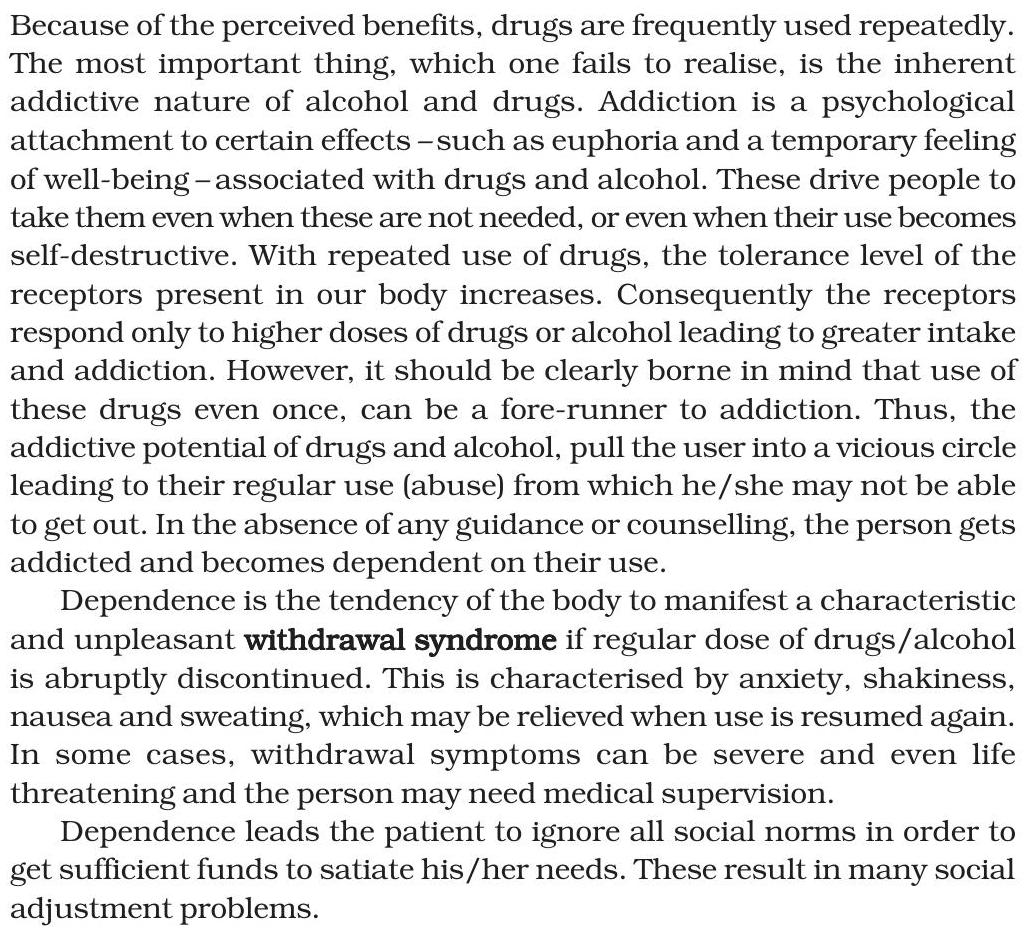 Because of the perceived benefits, drugs are frequently used repeatedly.
The most important thing, which one fails to realise, is the inherent
addictive nature of alcohol and drugs. Addiction is a psychological
attachment to certain effects –such as euphoria and a temporary feeling
of well-being–associated with drugs and alcohol. These drive people to
take them even when these are not needed, or even when their use becomes
self-destructive. With repeated use of drugs, the tolerance level of the
receptors present in our body increases. Consequently the receptors
respond only to higher doses of drugs or alcohol leading to greater intake
and addiction. However, it should be clearly borne in mind that use of
these drugs even once, can be a fore-runner to addiction. Thus, the
addictive potential of drugs and alcohol, pull the user into a vicious circle
leading to their regular use (abuse) from which he/she may not be able
to get out. In the absence of any guidance or counselling, the person gets
addicted and becomes dependent on their use.
Dependence is the tendency of the body to manifest a characteristic
and unpleasant withdrawal syndrome if regular dose of drugs/alcohol
is abruptly discontinued. This is characterised by anxiety, shakiness,
nausea and sweating, which may be relieved when use is resumed again.
In some cases, withdrawal symptoms can be severe and even life
threatening and the person may need medical supervision.
Dependence leads the patient to ignore all social norms in order to
get sufficient funds to satiate his/her needs. These result in many social
adjustment problems.